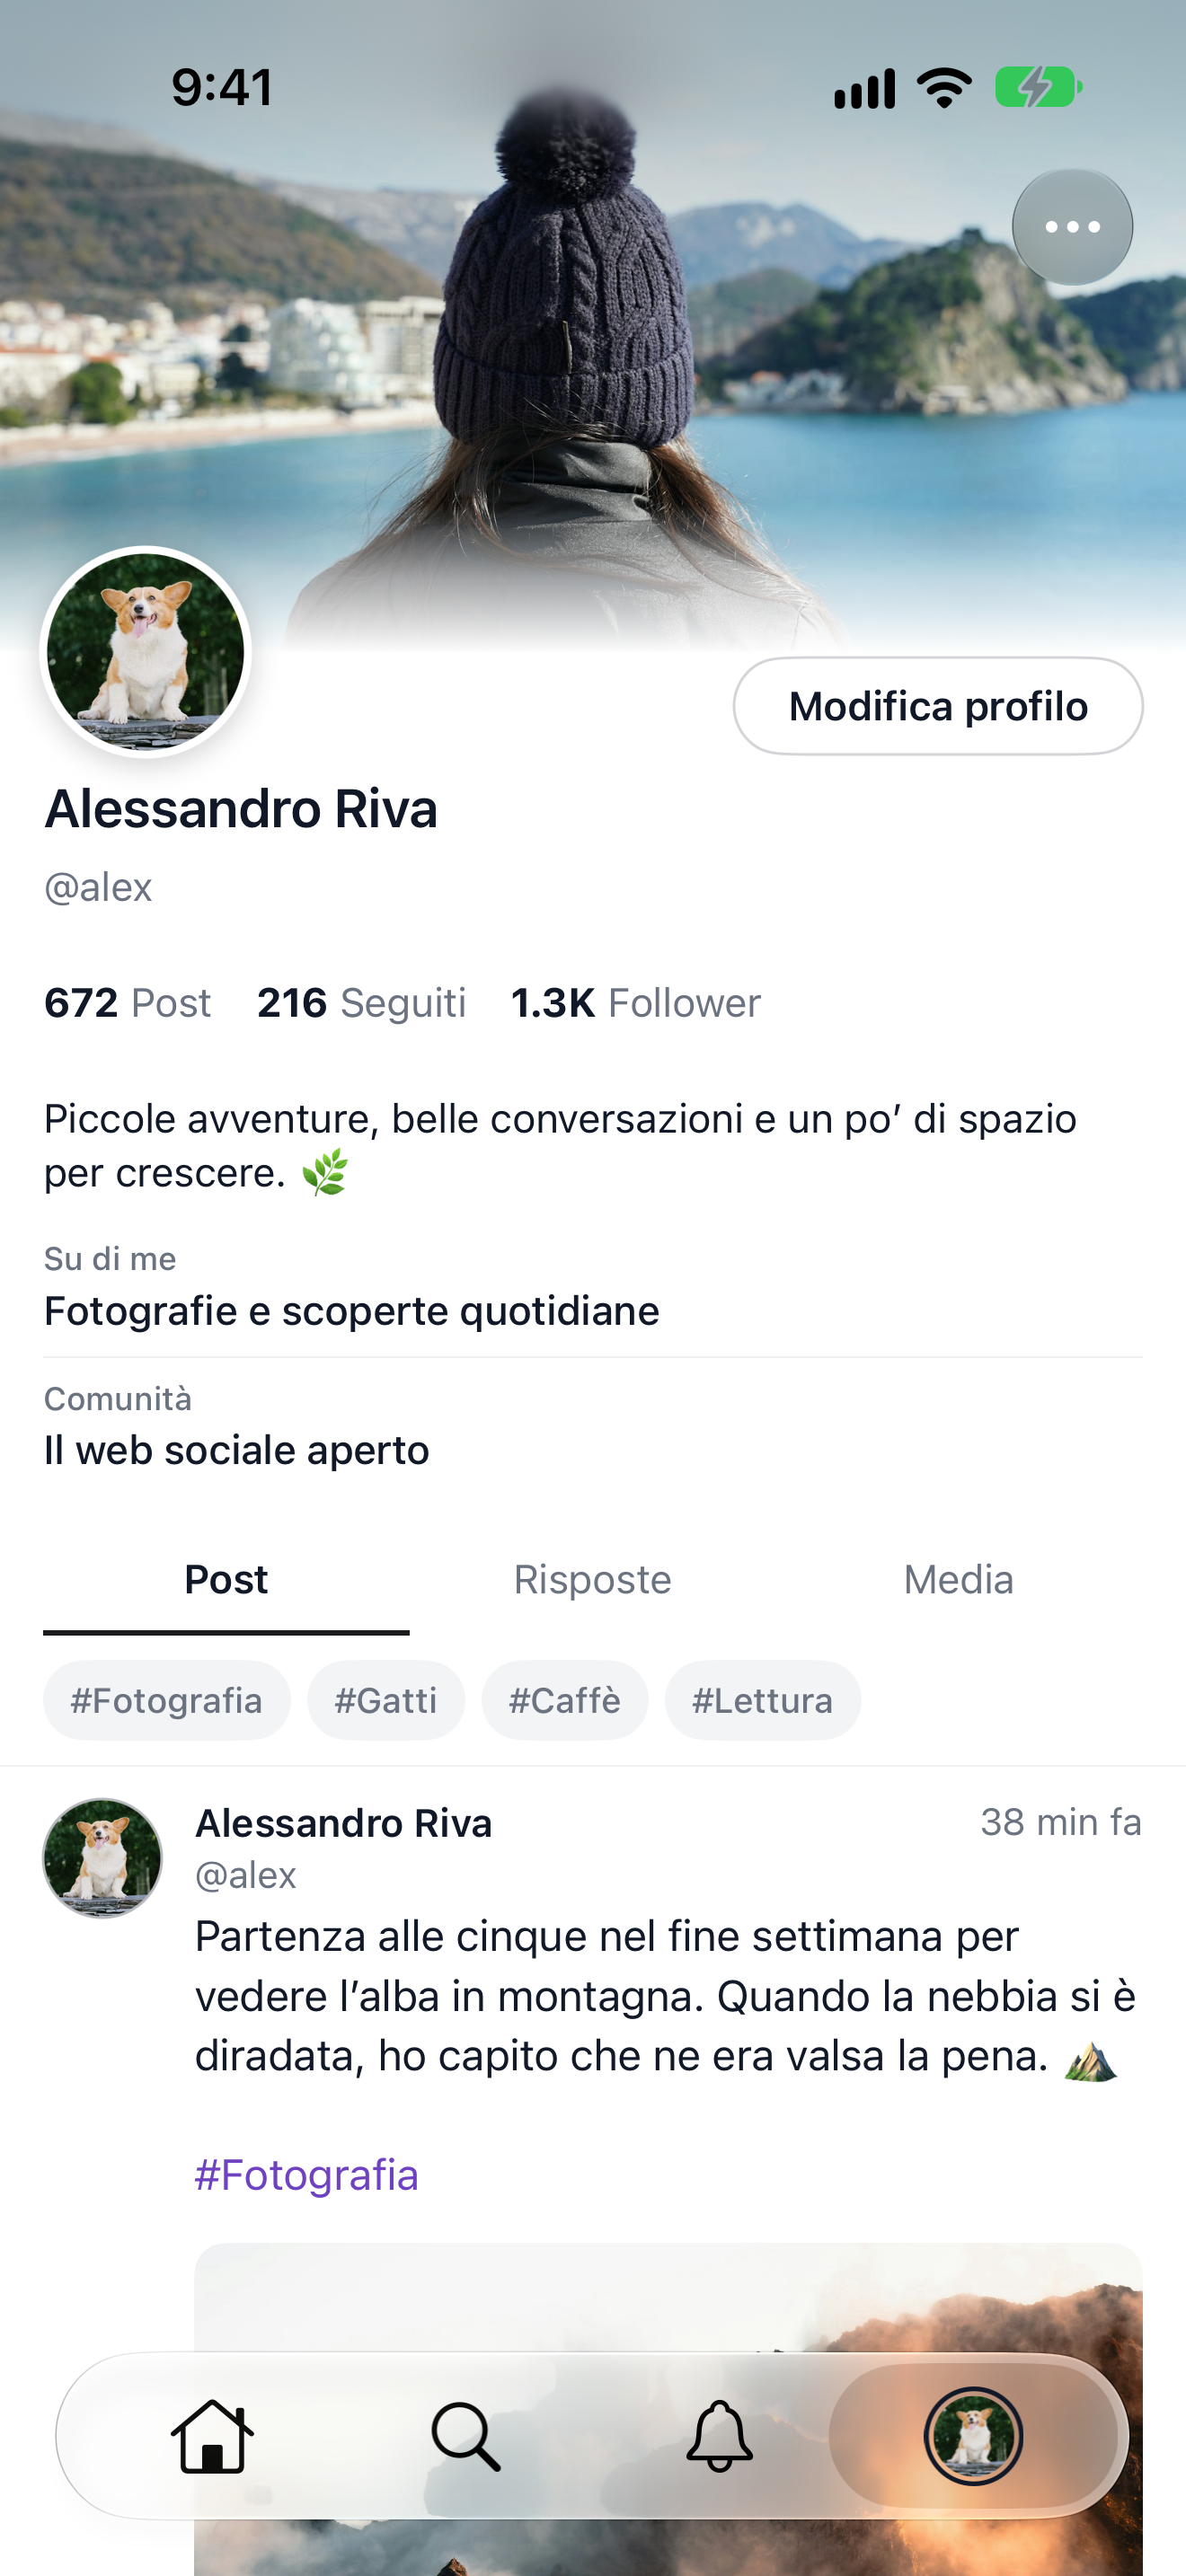 9:41
Modifica profilo
Alessandro Riva
@alex
672 Post 216 Seguiti 1.3K Follower
Piccole avventure, belle conversazioni e un po’ di spazio
per crescere. 🌿
Su di me
Fotografie e scoperte quotidiane
Comunità
Il web sociale aperto
Post Risposte Media
#Fotografia #Gatti #Caffè #Lettura
Alessandro Riva 38 min fa
@alex
Partenza alle cinque nel fine settimana per
vedere l’alba in montagna. Quando la nebbia si è
diradata, ho capito che ne era valsa la pena. ⛰️
#Fotografia